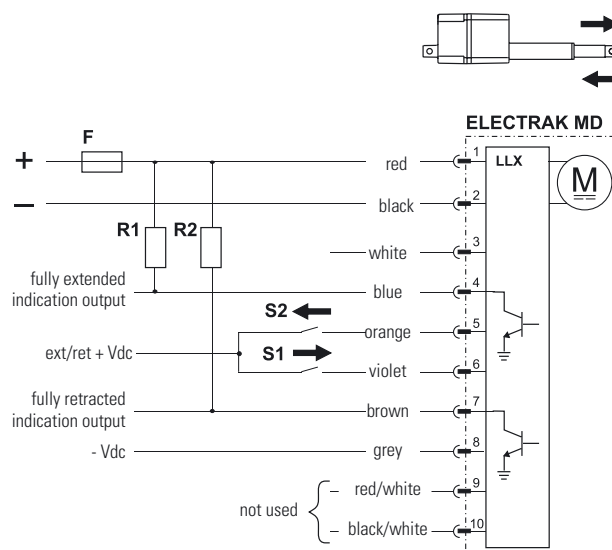 ELECTRAK MD
F
+
red
1
LLX
M
–
black
2
R1
R2
white
3
fully extended
indication output
blue
4
S2
orange
5
ext/ret + Vdc
S1
violet
6
fully retracted
indication output
brown
7
- Vdc
grey
8
not used
red/white
9
black/white
10